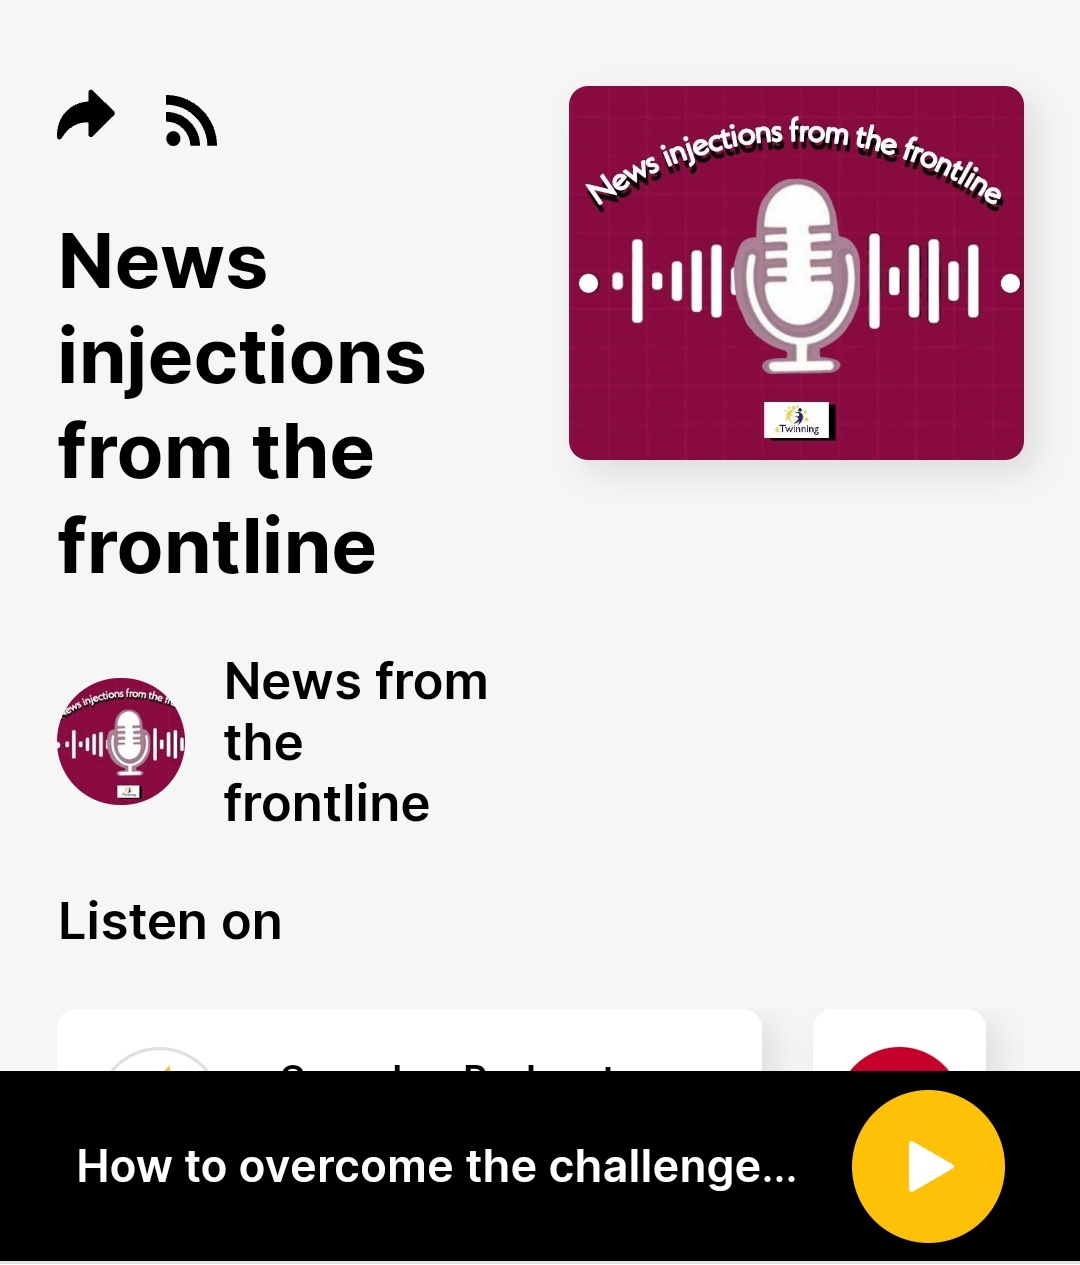 News injections from the frontline
eTwinning
News
injections
from the
frontline
News from
the
frontline
Listen on
How to overcome the challenge...